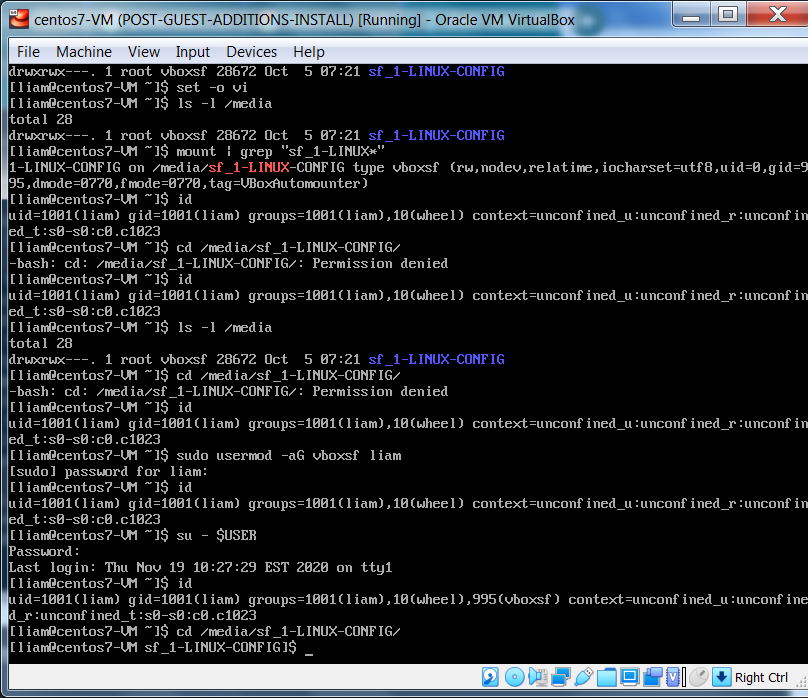 centos7-VM (POST-GUEST-ADDITIONS-INSTALL) [Running] - Oracle VM VirtualBox
File Machine View Input Devices Help
drwxrwx---. 1 root vboxsf 28672 Oct  5 07:21 sf_1-LINUX-CONFIG
[liam@centos7-VM ~]$ set -o vi
[liam@centos7-VM ~]$ ls -l /media
total 28
drwxrwx---. 1 root vboxsf 28672 Oct  5 07:21 sf_1-LINUX-CONFIG
[liam@centos7-VM ~]$ mount | grep "sf_1-LINUX*"
1-LINUX-CONFIG on /media/sf_1-LINUX-CONFIG type vboxsf (rw,nodev,relatime,iocharset=utf8,uid=0,gid=9
95,dmode=0770,fmode=0770,tag=VBoxAutomounter)
[liam@centos7-VM ~]$ id
uid=1001(liam) gid=1001(liam) groups=1001(liam),10(wheel) context=unconfined_u:unconfined_r:unconfin
ed_t:s0-s0:c0.c1023
[liam@centos7-VM ~]$ cd /media/sf_1-LINUX-CONFIG/
-bash: cd: /media/sf_1-LINUX-CONFIG/: Permission denied
[liam@centos7-VM ~]$ id
uid=1001(liam) gid=1001(liam) groups=1001(liam),10(wheel) context=unconfined_u:unconfined_r:unconfin
ed_t:s0-s0:c0.c1023
[liam@centos7-VM ~]$ ls -l /media
total 28
drwxrwx---. 1 root vboxsf 28672 Oct  5 07:21 sf_1-LINUX-CONFIG
[liam@centos7-VM ~]$ cd /media/sf_1-LINUX-CONFIG/
-bash: cd: /media/sf_1-LINUX-CONFIG/: Permission denied
[liam@centos7-VM ~]$ id
uid=1001(liam) gid=1001(liam) groups=1001(liam),10(wheel) context=unconfined_u:unconfined_r:unconfin
ed_t:s0-s0:c0.c1023
[liam@centos7-VM ~]$ sudo usermod -aG vboxsf liam
[sudo] password for liam:
[liam@centos7-VM ~]$ id
uid=1001(liam) gid=1001(liam) groups=1001(liam),10(wheel) context=unconfined_u:unconfined_r:unconfin
ed_t:s0-s0:c0.c1023
[liam@centos7-VM ~]$ su - $USER
Password:
Last login: Thu Nov 19 10:27:29 EST 2020 on tty1
[liam@centos7-VM ~]$ id
uid=1001(liam) gid=1001(liam) groups=1001(liam),10(wheel),995(vboxsf) context=unconfined_u:unconfine
d_r:unconfined_t:s0-s0:c0.c1023
[liam@centos7-VM ~]$ cd /media/sf_1-LINUX-CONFIG/
[liam@centos7-VM sf_1-LINUX-CONFIG]$ _
Right Ctrl